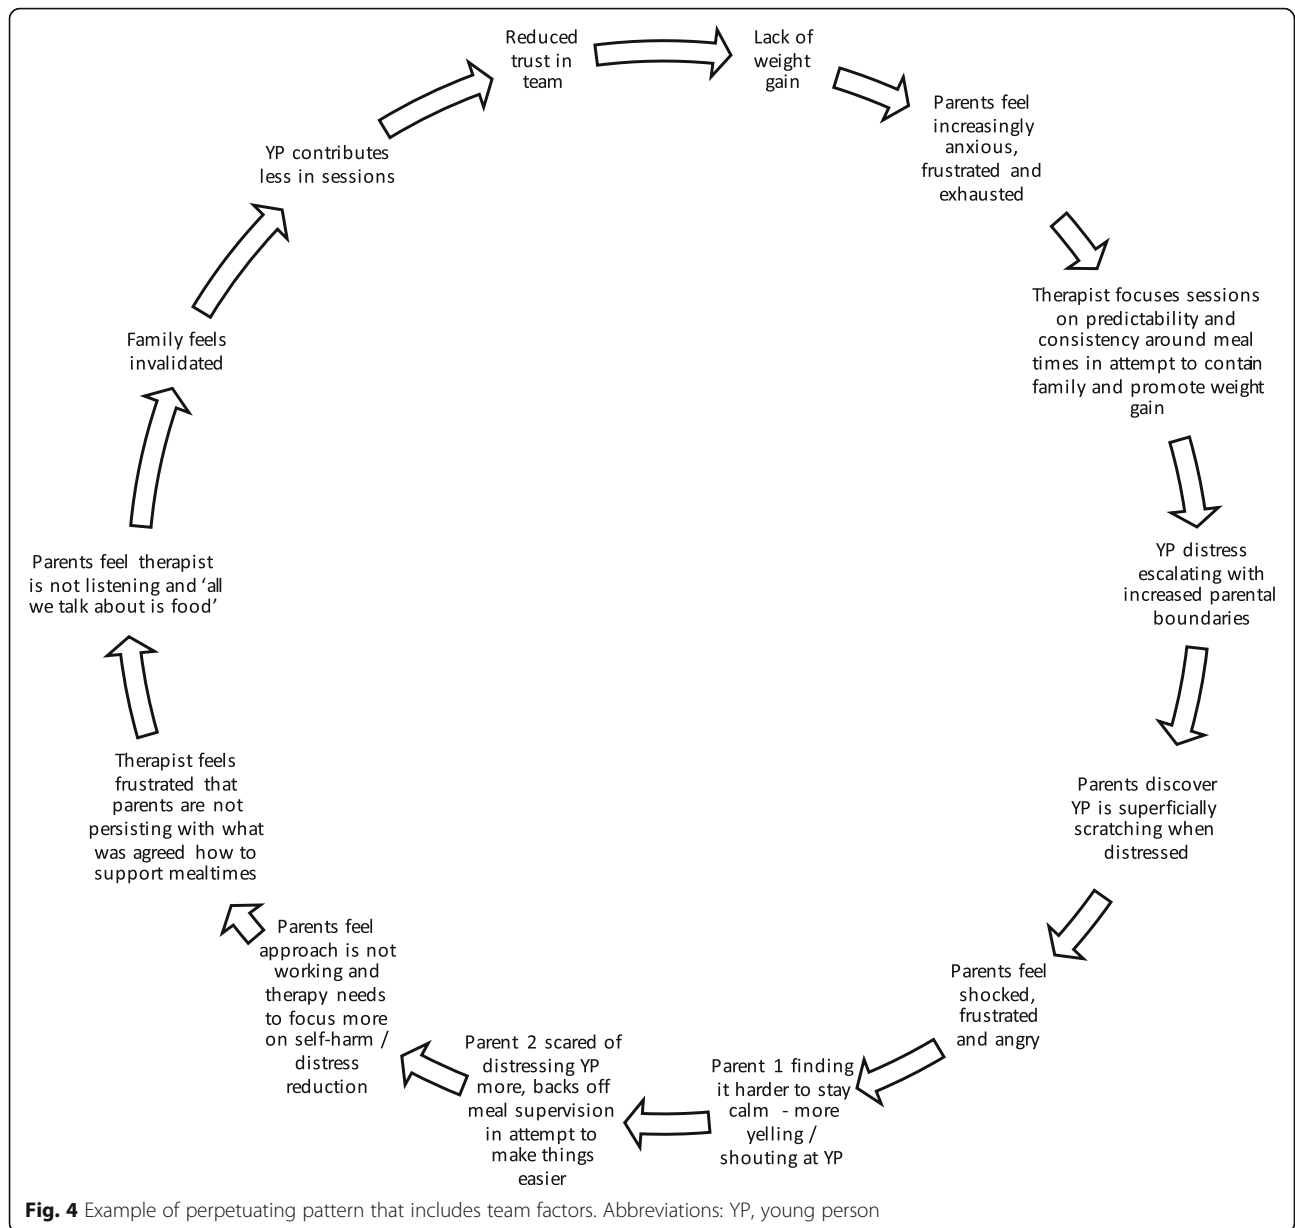 Reduced
trust in
team
Lack of
weight
gain
Parents feel
increasingly
anxious,
frustrated and
exhausted
Therapist focuses sessions
on predictability and
consistency around meal
times in attempt to contain
family and promote weight
gain
YP distress
escalating with
increased parental
boundaries
Parents discover
YP is superficially
scratching when
distressed
Parents feel
shocked,
frustrated
and angry
Parent 1 finding
it harder to stay
calm - more
yelling /
shouting at YP
Parent 2 scared of
distressing YP
more, backs off
meal supervision
in attempt to
make things
easier
Parents feel
approach is not
working and
therapy needs
to focus more
on self-harm /
distress
reduction
Therapist feels
frustrated that
parents are not
persisting with what
was agreed how to
support mealtimes
Parents feel therapist
is not listening and ‘all
we talk about is food’
Family feels
invalidated
YP contributes
less in sessions
Fig. 4 Example of perpetuating pattern that includes team factors. Abbreviations: YP, young person